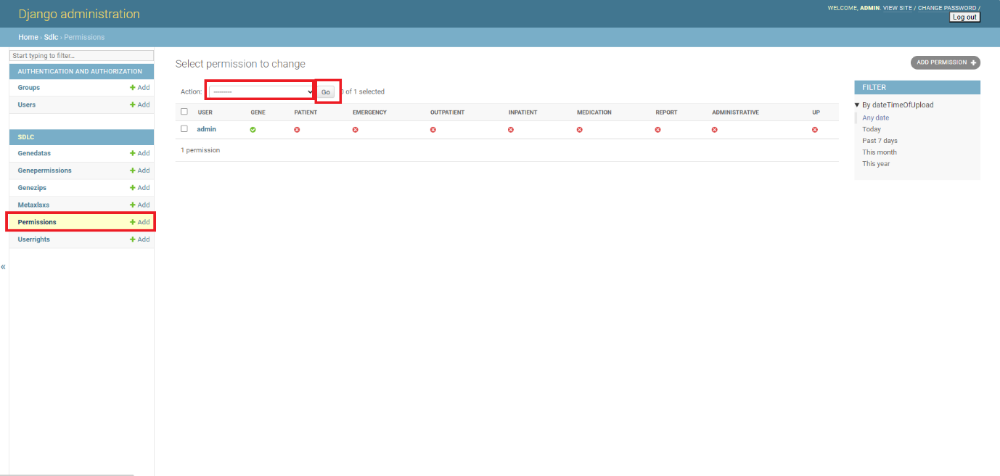 Django administration
WELCOME, ADMIN. VIEW SITE / CHANGE PASSWORD /
Log out
Home › Sdlc › Permissions
Start typing to filter...
AUTHENTICATION AND AUTHORIZATION
Groups + Add
Users + Add
SDLC
Genedatas + Add
Genepermissions + Add
Genezips + Add
Metaxlsxs + Add
Permissions + Add
Userrights + Add
«
Select permission to change
ADD PERMISSION +
Action: --------- Go 0 of 1 selected
USER GENE PATIENT EMERGENCY OUTPATIENT INPATIENT MEDICATION REPORT ADMINISTRATIVE UP
admin
1 permission
FILTER
By dateTimeOfUpload
Any date
Today
Past 7 days
This month
This year